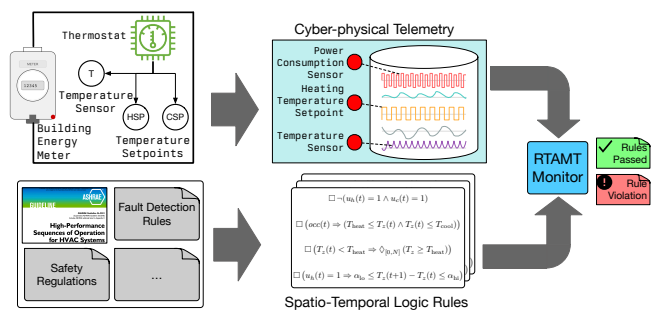 Thermostat
T
Temperature
Sensor
HSP
CSP
Temperature
Setpoints
METER
12345
Building
Energy
Meter
Cyber-physical Telemetry
Power
Consumption
Sensor
Heating
Temperature
Setpoint
Temperature
Sensor
RTAMT
Monitor
Rules
Passed
Rule
Violation
ASHRAE
GUIDELINE
High-Performance
Sequences of Operation
for HVAC Systems
Fault Detection
Rules
Safety
Regulations
...
□ ¬(u_h(t) = 1 ∧ u_c(t) = 1)
□ (occ(t) ⇒ (T_heat ≤ T_z(t) ∧ T_z(t) ≤ T_cool))
□ (T_z(t) < T_heat ⇒ ◊_[0,N] (T_z ≥ T_heat))
□ (u_h(t) = 1 ⇒ α_lo ≤ T_z(t+1) − T_z(t) ≤ α_hi)
Spatio-Temporal Logic Rules